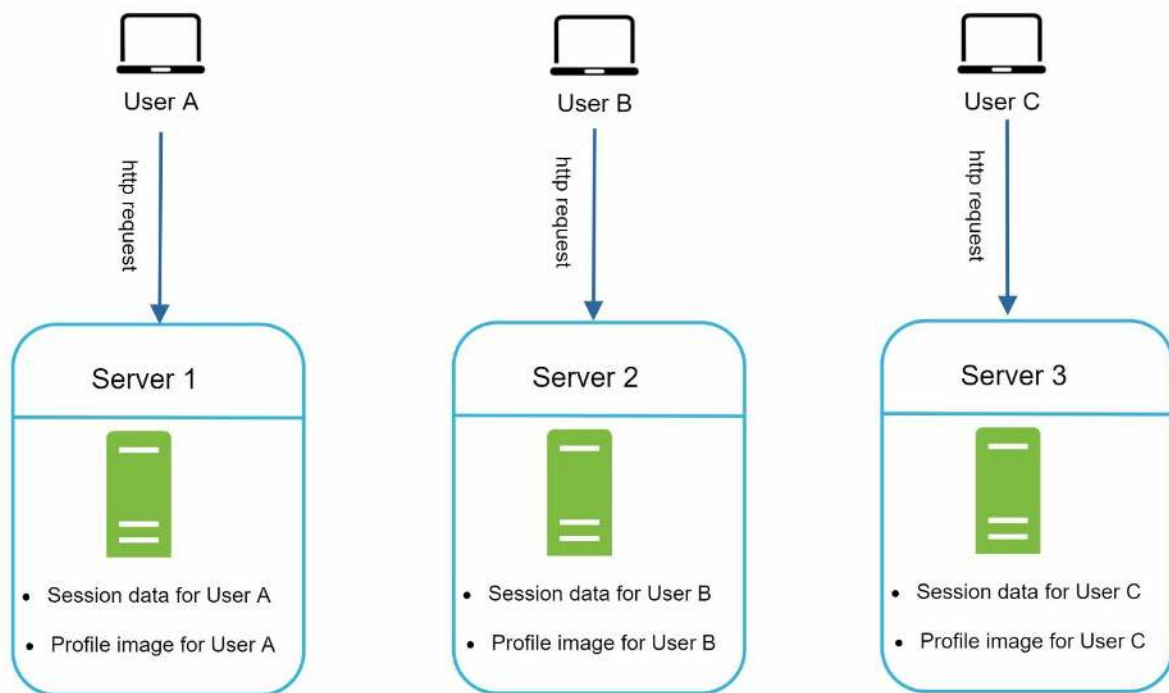 User A
User B
User C
http request
http request
http request
Server 1
Server 2
Server 3
• Session data for User A
• Profile image for User A
• Session data for User B
• Profile image for User B
• Session data for User C
• Profile image for User C